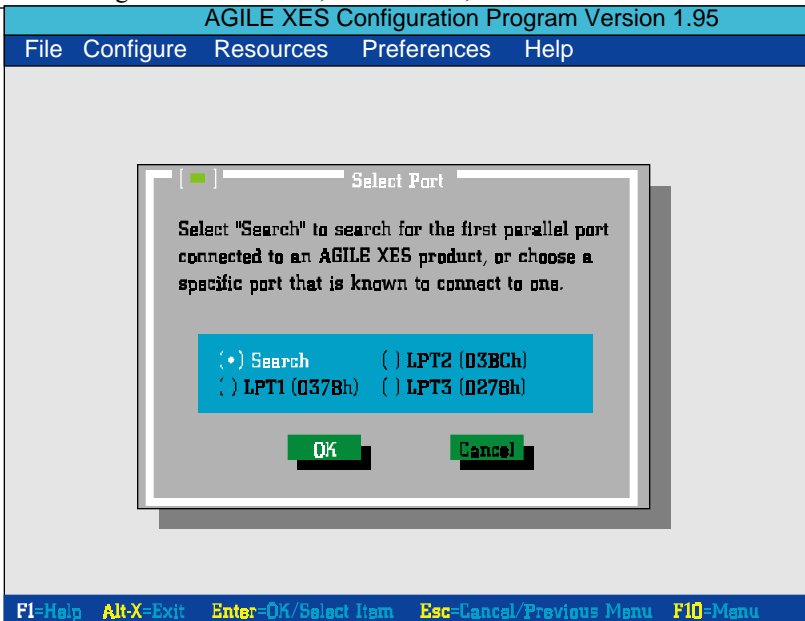 AGILE XES Configuration Program Version 1.95
File Configure Resources Preferences Help
[ ] Select Port
Select "Search" to search for the first parallel port
connected to an AGILE XES product, or choose a
specific port that is known to connect to one.
(•) Search ( ) LPT2 (03BCh)
( ) LPT1 (0378h) ( ) LPT3 (0278h)
OK Cancel
F1=Help Alt-X=Exit Enter=OK/Select Item Esc=Cancel/Previous Menu F10=Menu